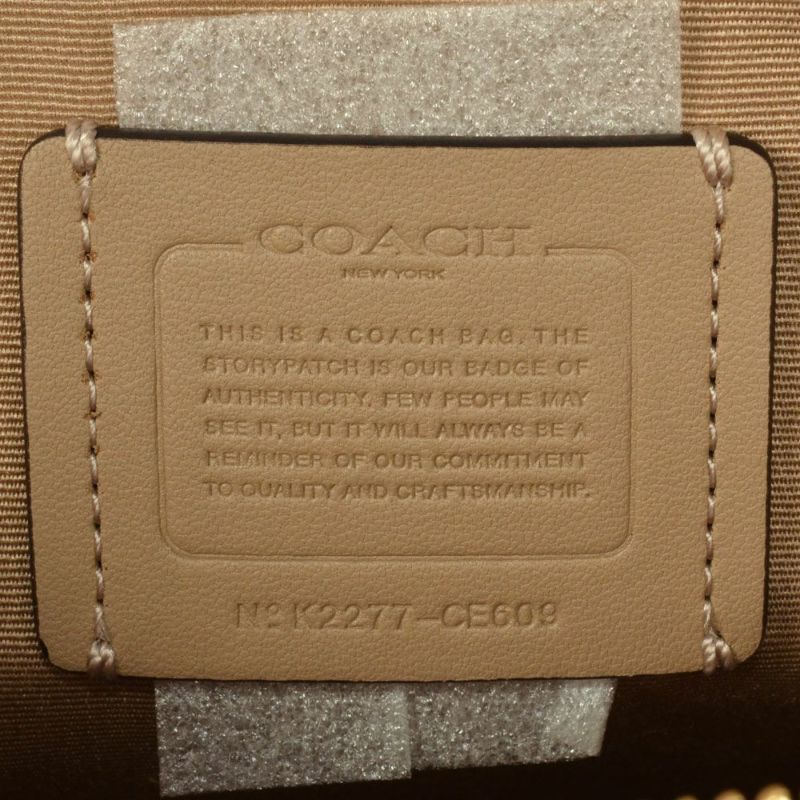 COACH
NEW YORK
THIS IS A COACH BAG. THE
STORYPATCH IS OUR BADGE OF
AUTHENTICITY. FEW PEOPLE MAY
SEE IT, BUT IT WILL ALWAYS BE A
REMINDER OF OUR COMMITMENT
TO QUALITY AND CRAFTSMANSHIP.
Nº K2277-CE609